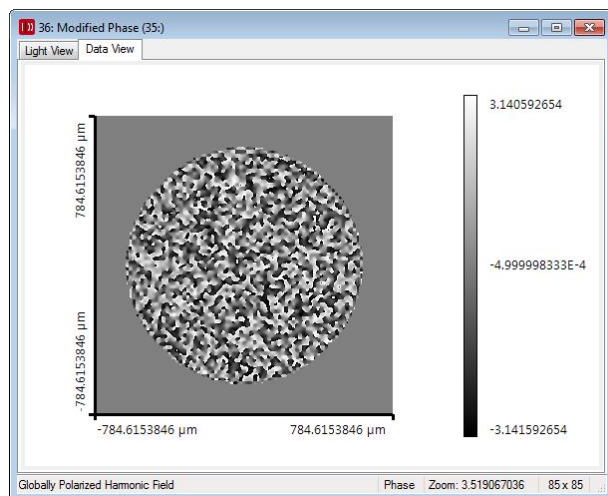 36: Modified Phase (35:)
Light View Data View
784.6153846 µm
-784.6153846 µm
-784.6153846 µm 784.6153846 µm
3.140592654
-4.999998333E-4
-3.141592654
Globally Polarized Harmonic Field Phase Zoom: 3.519067036 85 x 85